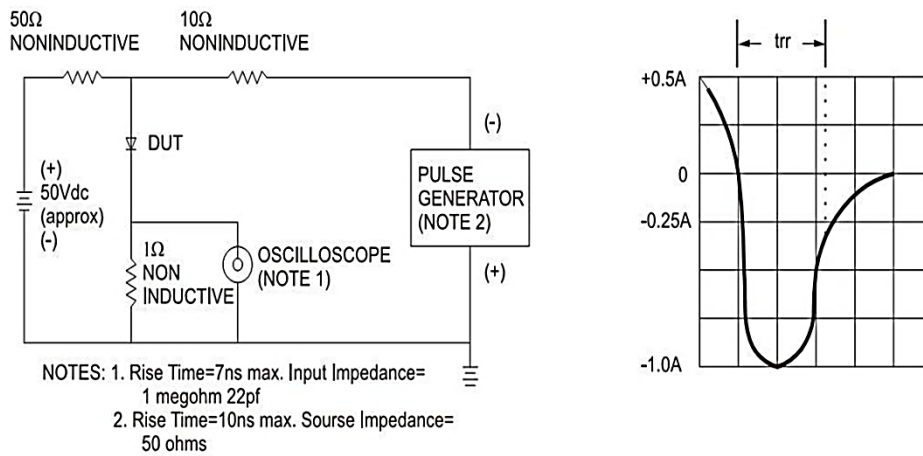 50Ω
NONINDUCTIVE
10Ω
NONINDUCTIVE
DUT
(+)
50Vdc
(approx)
(-)
1Ω
NON
INDUCTIVE
OSCILLOSCOPE
(NOTE 1)
(-)
PULSE
GENERATOR
(NOTE 2)
(+)
NOTES: 1. Rise Time=7ns max. Input Impedance=
1 megohm 22pf
2. Rise Time=10ns max. Sourse Impedance=
50 ohms
trr
+0.5A
0
-0.25A
-1.0A